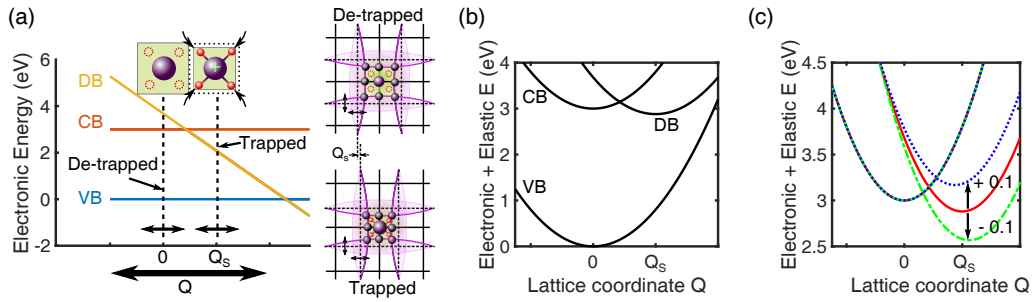 (a)
Electronic Energy (eV)
6
4
2
0
-2
DB
CB
VB
De-trapped
Trapped
+
0
Q_S
Q
De-trapped
Q_S
Trapped
(b)
Electronic + Elastic E (eV)
4
3
2
1
0
CB
DB
VB
0
Q_S
Lattice coordinate Q
(c)
Electronic + Elastic E (eV)
4.5
4
3.5
3
2.5
+ 0.1
- 0.1
0
Q_S
Lattice coordinate Q